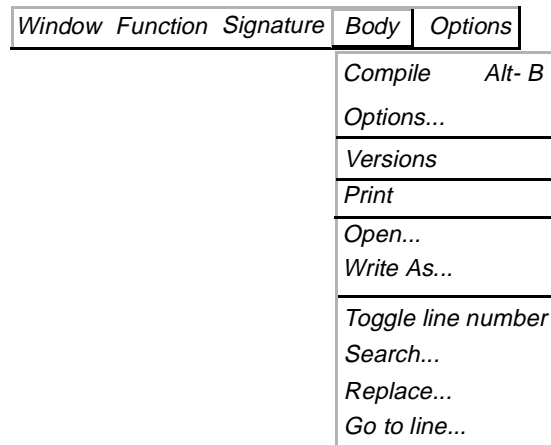 Window Function Signature Body Options
Compile Alt- B
Options...
Versions
Print
Open...
Write As...
Toggle line number
Search...
Replace...
Go to line...